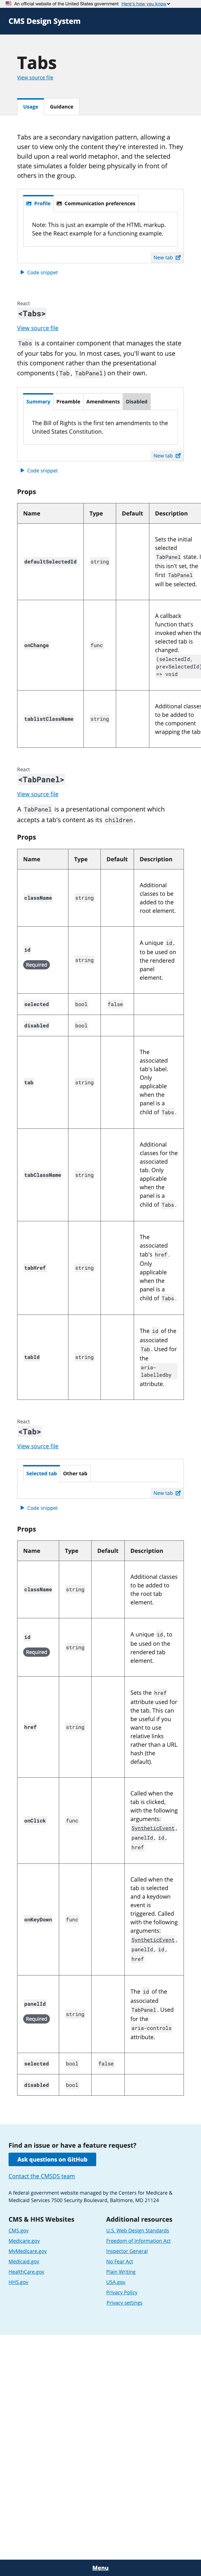 An official website of the United States government Here's how you know
CMS Design System
Tabs
View source file
Usage Guidance
Tabs are a secondary navigation pattern, allowing a
user to view only the content they're interested in. They
build upon a real world metaphor, and the selected
state simulates a folder being physically in front of
others in the group.
Profile Communication preferences
Note: This is just an example of the HTML markup.
See the React example for a functioning example.
New tab
Code snippet
React
<Tabs>
View source file
Tabs is a container component that manages the state
of your tabs for you. In most cases, you'll want to use
this component rather than the presentational
components (Tab, TabPanel) on their own.
Summary Preamble Amendments Disabled
The Bill of Rights is the first ten amendments to the
United States Constitution.
New tab
Code snippet
Props
Name Type Default Description
defaultSelectedId string
Sets the initial
selected
TabPanel state. I
this isn't set, the
first TabPanel
will be selected.
onChange func
A callback
function that's
invoked when the
selected tab is
changed.
(selectedId,
prevSelectedId)
=> void
tablistClassName string
Additional classes
to be added to
the component
wrapping the tab
React
<TabPanel>
View source file
A TabPanel is a presentational component which
accepts a tab's content as its children.
Props
Name Type Default Description
className string
Additional
classes to be
added to the
root element.
id
Required
string
A unique id,
to be used on
the rendered
panel
element.
selected bool false
disabled bool
tab string
The
associated
tab's label.
Only
applicable
when the
panel is a
child of Tabs.
tabClassName string
Additional
classes for the
associated
tab. Only
applicable
when the
panel is a
child of Tabs.
tabHref string
The
associated
tab's href.
Only
applicable
when the
panel is a
child of Tabs.
tabId string
The id of the
associated
Tab. Used for
the
aria-
labelledby
attribute.
React
<Tab>
View source file
Selected tab Other tab
New tab
Code snippet
Props
Name Type Default Description
className string
Additional classes
to be added to
the root tab
element.
id
Required
string
A unique id, to
be used on the
rendered tab
element.
href string
Sets the href
attribute used for
the tab. This can
be useful if you
want to use
relative links
rather than a URL
hash (the
default).
onClick func
Called when the
tab is clicked,
with the following
arguments:
SyntheticEvent,
panelId, id,
href
onKeyDown func
Called when the
tab is selected
and a keydown
event is
triggered. Called
with the following
arguments:
SyntheticEvent,
panelId, id,
href
panelId
Required
string
The id of the
associated
TabPanel. Used
for the
aria-controls
attribute.
selected bool false
disabled bool
Find an issue or have a feature request?
Ask questions on GitHub
Contact the CMSDS team
A federal government website managed by the Centers for Medicare &
Medicaid Services 7500 Security Boulevard, Baltimore, MD 21124
CMS & HHS Websites
CMS.gov
Medicare.gov
MyMedicare.gov
Medicaid.gov
HealthCare.gov
HHS.gov
Additional resources
U.S. Web Design Standards
Freedom of Information Act
Inspector General
No Fear Act
Plain Writing
USA.gov
Privacy Policy
Privacy settings
Menu